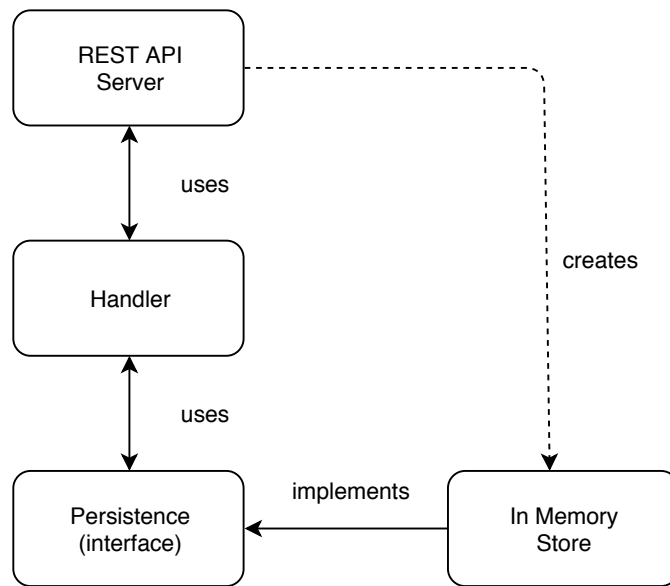 REST API
Server
uses
Handler
creates
uses
implements
Persistence
(interface)
In Memory
Store